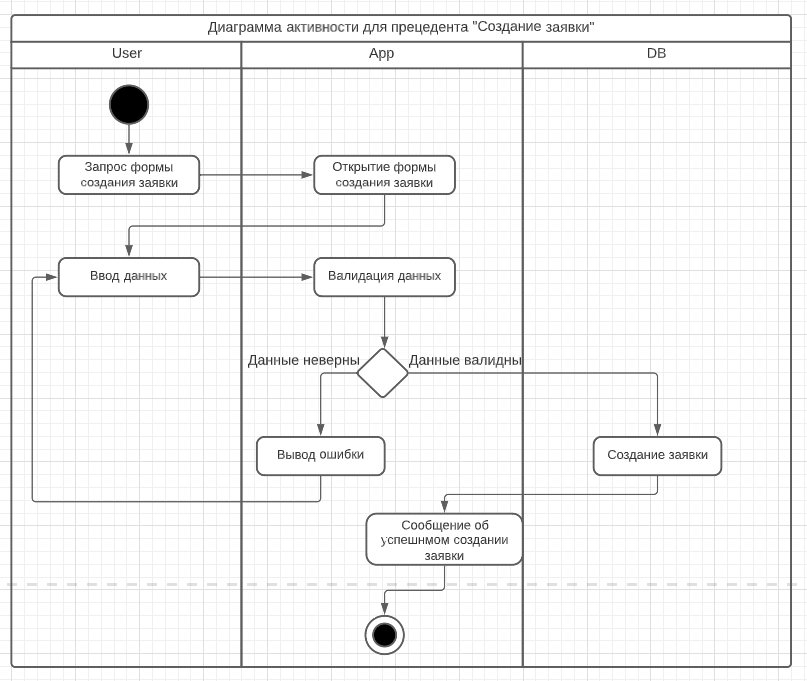 Диаграмма активности для прецедента "Создание заявки"
User
App
DB
Запрос формы
создания заявки
Открытие формы
создания заявки
Ввод данных
Валидация данных
Данные неверны
Данные валидны
Вывод ошибки
Создание заявки
Сообщение об
успешнмом создании
заявки